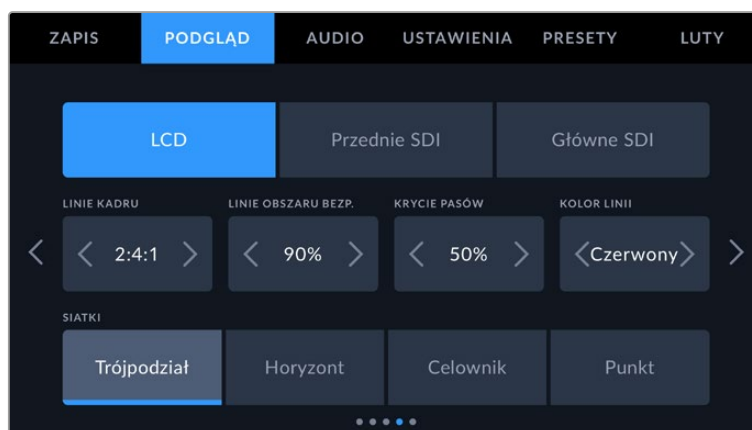 ZAPIS PODGLĄD AUDIO USTAWIENIA PRESETY LUTY
LCD Przednie SDI Główne SDI
LINIE KADRU LINIE OBSZARU BEZP. KRYCIE PASÓW KOLOR LINII
2:4:1 90% 50% Czerwony
SIATKI
Trójpodział Horyzont Celownik Punkt